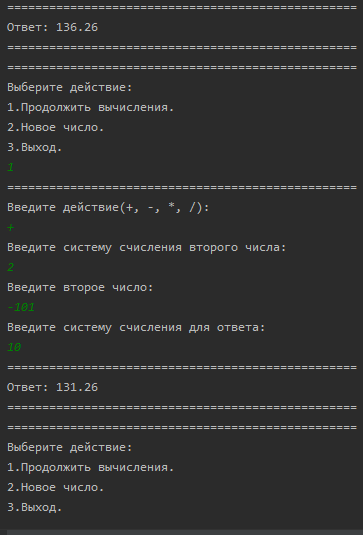 ==================================================
Ответ: 136.26
==================================================
==================================================
Выберите действие:
1.Продолжить вычисления.
2.Новое число.
3.Выход.
1
==================================================
Введите действие(+, -, *, /):
+
Введите систему счисления второго числа:
2
Введите второе число:
-101
Введите систему счисления для ответа:
10
==================================================
Ответ: 131.26
==================================================
==================================================
Выберите действие:
1.Продолжить вычисления.
2.Новое число.
3.Выход.